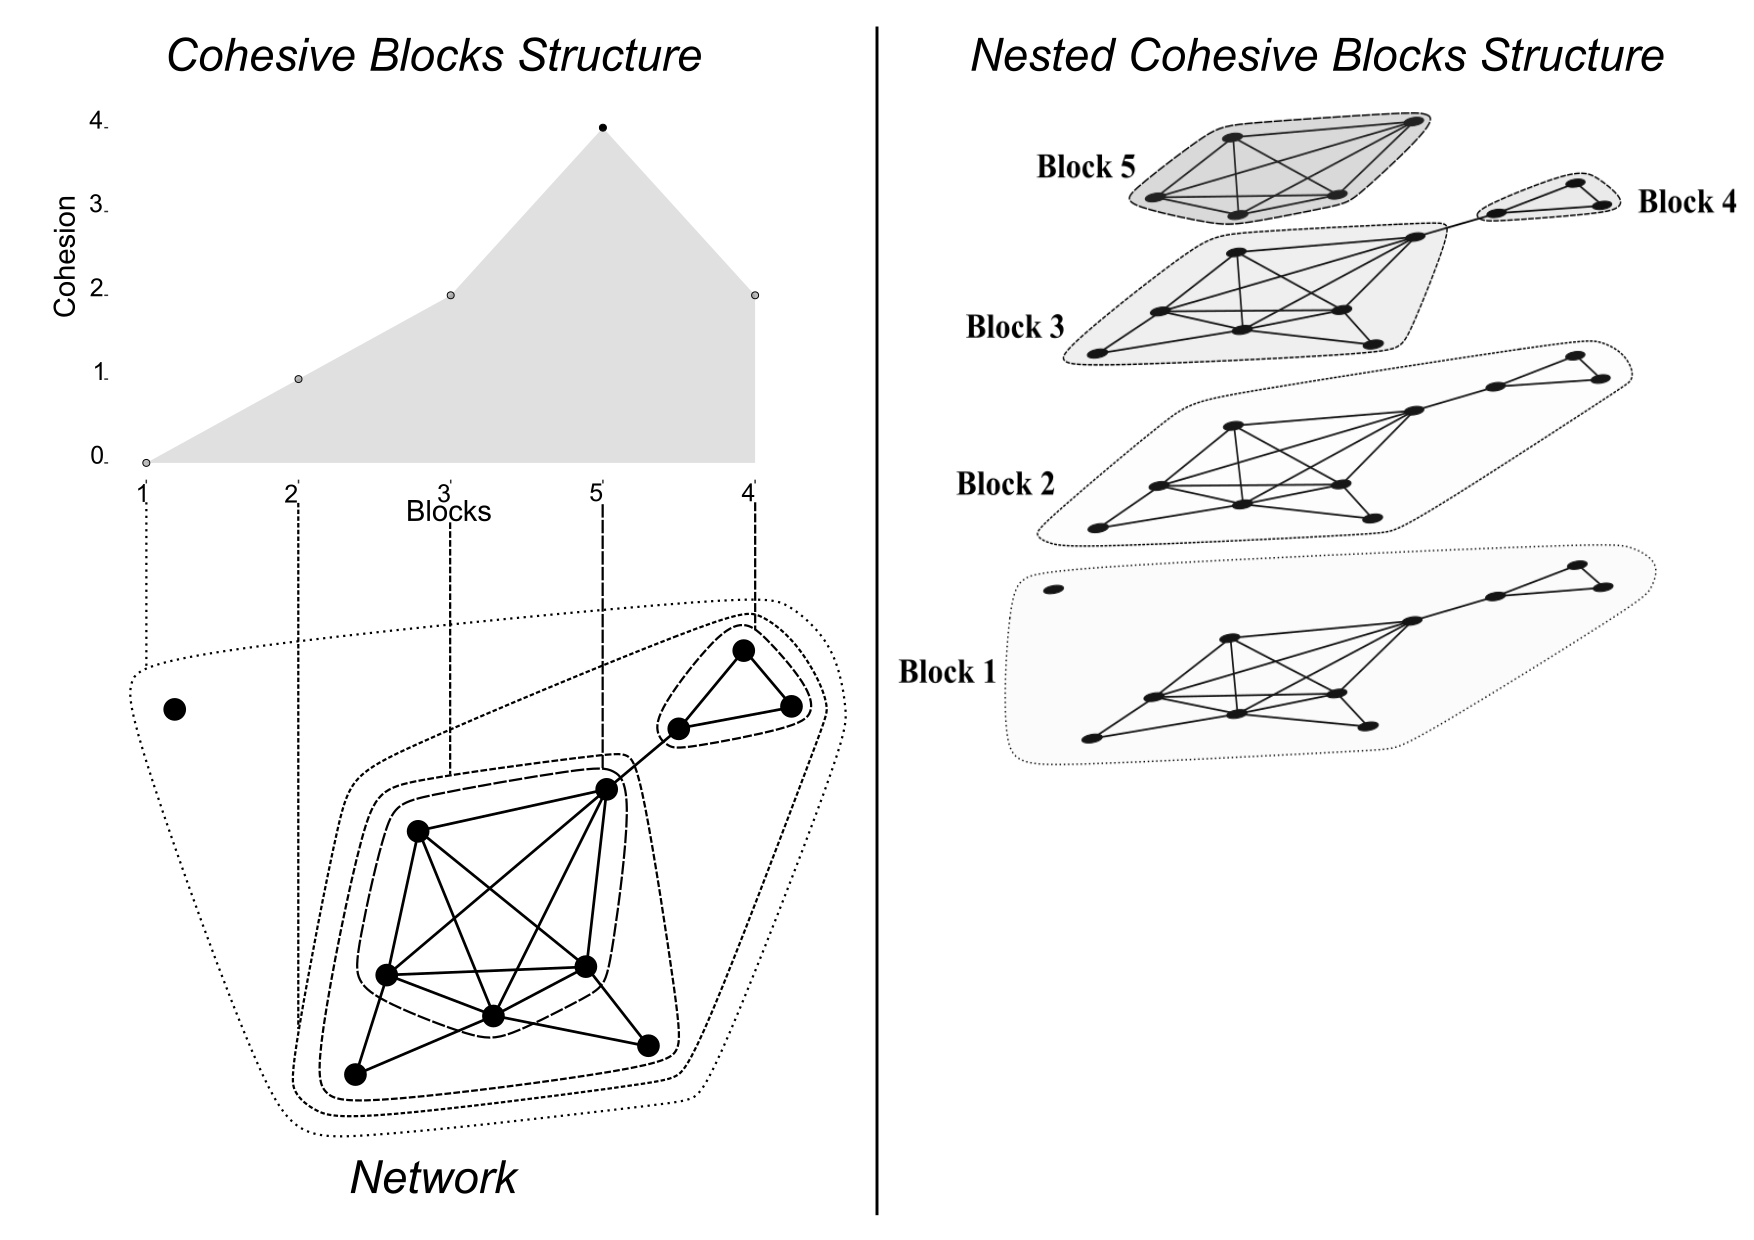 Cohesive Blocks Structure
4
3
2
1
0
Cohesion
1 2 3 5 4
Blocks
Network
Nested Cohesive Blocks Structure
Block 5
Block 4
Block 3
Block 2
Block 1